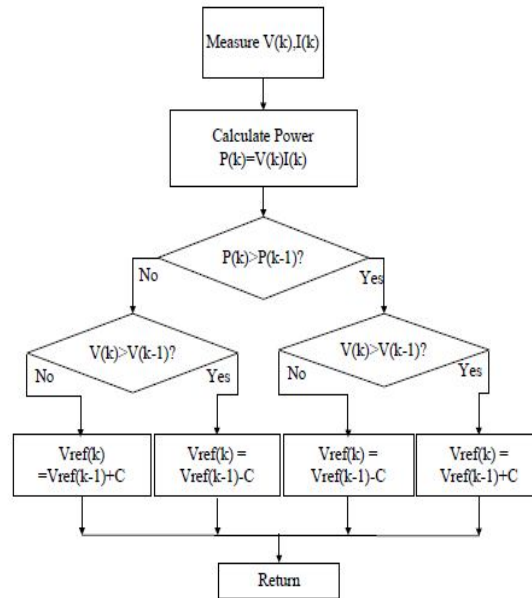 Measure V(k),I(k)
Calculate Power
P(k)=V(k)I(k)
P(k)>P(k-1)?
No
Yes
V(k)>V(k-1)?
V(k)>V(k-1)?
No
Yes
No
Yes
Vref(k)
=Vref(k-1)+C
Vref(k) =
Vref(k-1)-C
Vref(k) =
Vref(k-1)-C
Vref(k) =
Vref(k-1)+C
Return